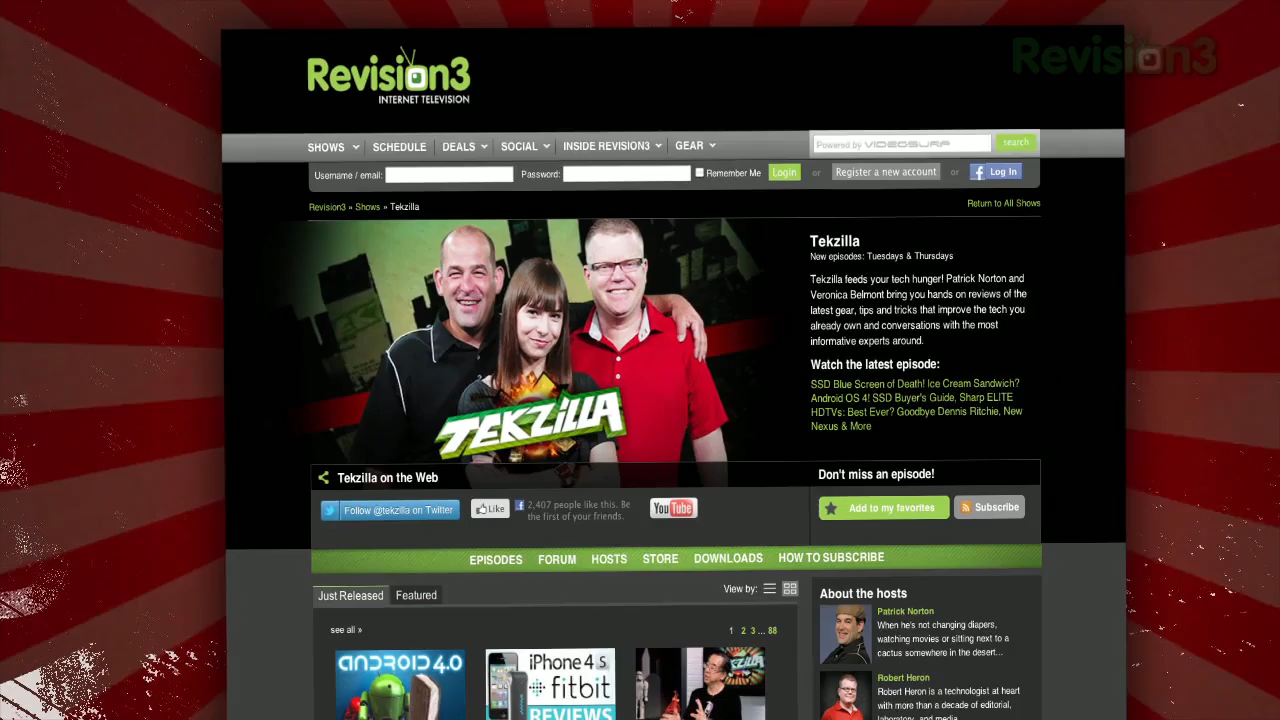 Revision3
INTERNET TELEVISION
Revision3
SHOWS
SCHEDULE
DEALS
SOCIAL
INSIDE REVISION3
GEAR
Powered by VIDEOSURF
search
Username / email:
Password:
Remember Me
Login
or
Register a new account
or
f Log In
Revision3 » Shows » Tekzilla
Return to All Shows
Tekzilla
New episodes: Tuesdays & Thursdays
Tekzilla feeds your tech hunger! Patrick Norton and
Veronica Belmont bring you hands on reviews of the
latest gear, tips and tricks that improve the tech you
already own and conversations with the most
informative experts around.
Watch the latest episode:
SSD Blue Screen of Death! Ice Cream Sandwich?
Android OS 4! SSD Buyer's Guide, Sharp ELITE
HDTVs: Best Ever? Goodbye Dennis Ritchie, New
Nexus & More
TEKZILLA
Tekzilla on the Web
Don't miss an episode!
Follow @tekzilla on Twitter
Like
2,407 people like this. Be
the first of your friends.
YouTube
Add to my favorites
Subscribe
EPISODES
FORUM
HOSTS
STORE
DOWNLOADS
HOW TO SUBSCRIBE
Just Released
Featured
View by:
see all »
1 2 3 ... 88
ANDROID 4.0
iPhone 4S
fitbit
REVIEWS
TEKZILLA
About the hosts
Patrick Norton
When he's not changing diapers,
watching movies or sitting next to a
cactus somewhere in the desert...
Robert Heron
Robert Heron is a technologist at heart
with more than a decade of editorial,
laboratory, and media